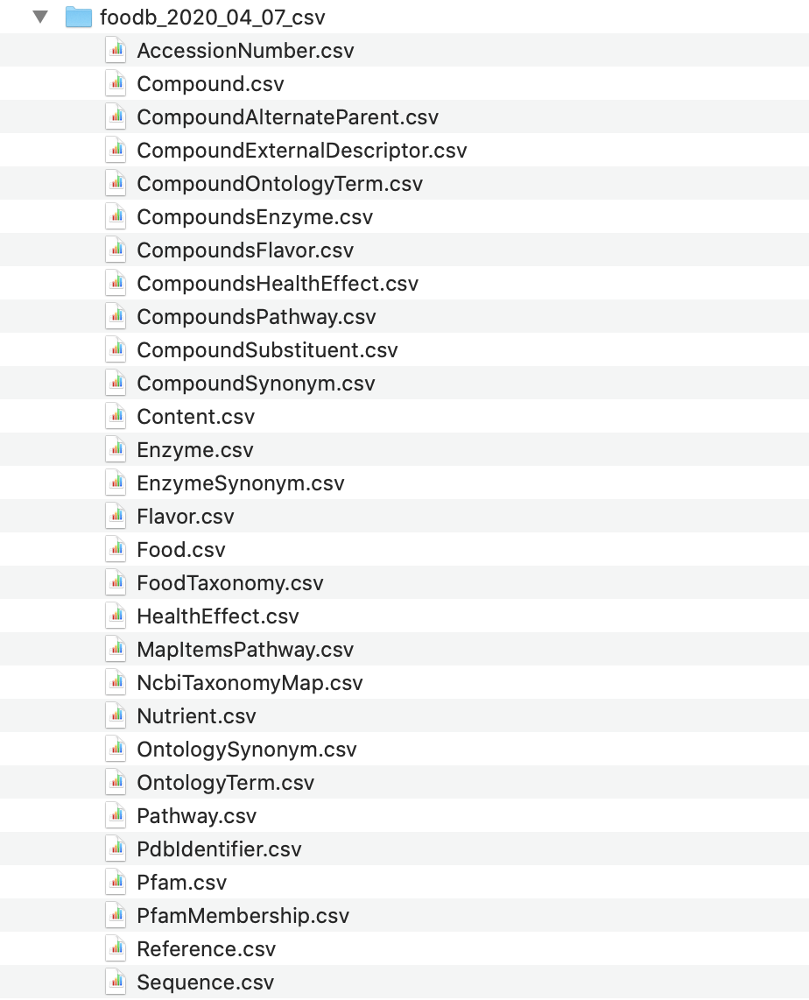 foodb_2020_04_07_csv
AccessionNumber.csv
Compound.csv
CompoundAlternateParent.csv
CompoundExternalDescriptor.csv
CompoundOntologyTerm.csv
CompoundsEnzyme.csv
CompoundsFlavor.csv
CompoundsHealthEffect.csv
CompoundsPathway.csv
CompoundSubstituent.csv
CompoundSynonym.csv
Content.csv
Enzyme.csv
EnzymeSynonym.csv
Flavor.csv
Food.csv
FoodTaxonomy.csv
HealthEffect.csv
MapItemsPathway.csv
NcbiTaxonomyMap.csv
Nutrient.csv
OntologySynonym.csv
OntologyTerm.csv
Pathway.csv
PdbIdentifier.csv
Pfam.csv
PfamMembership.csv
Reference.csv
Sequence.csv